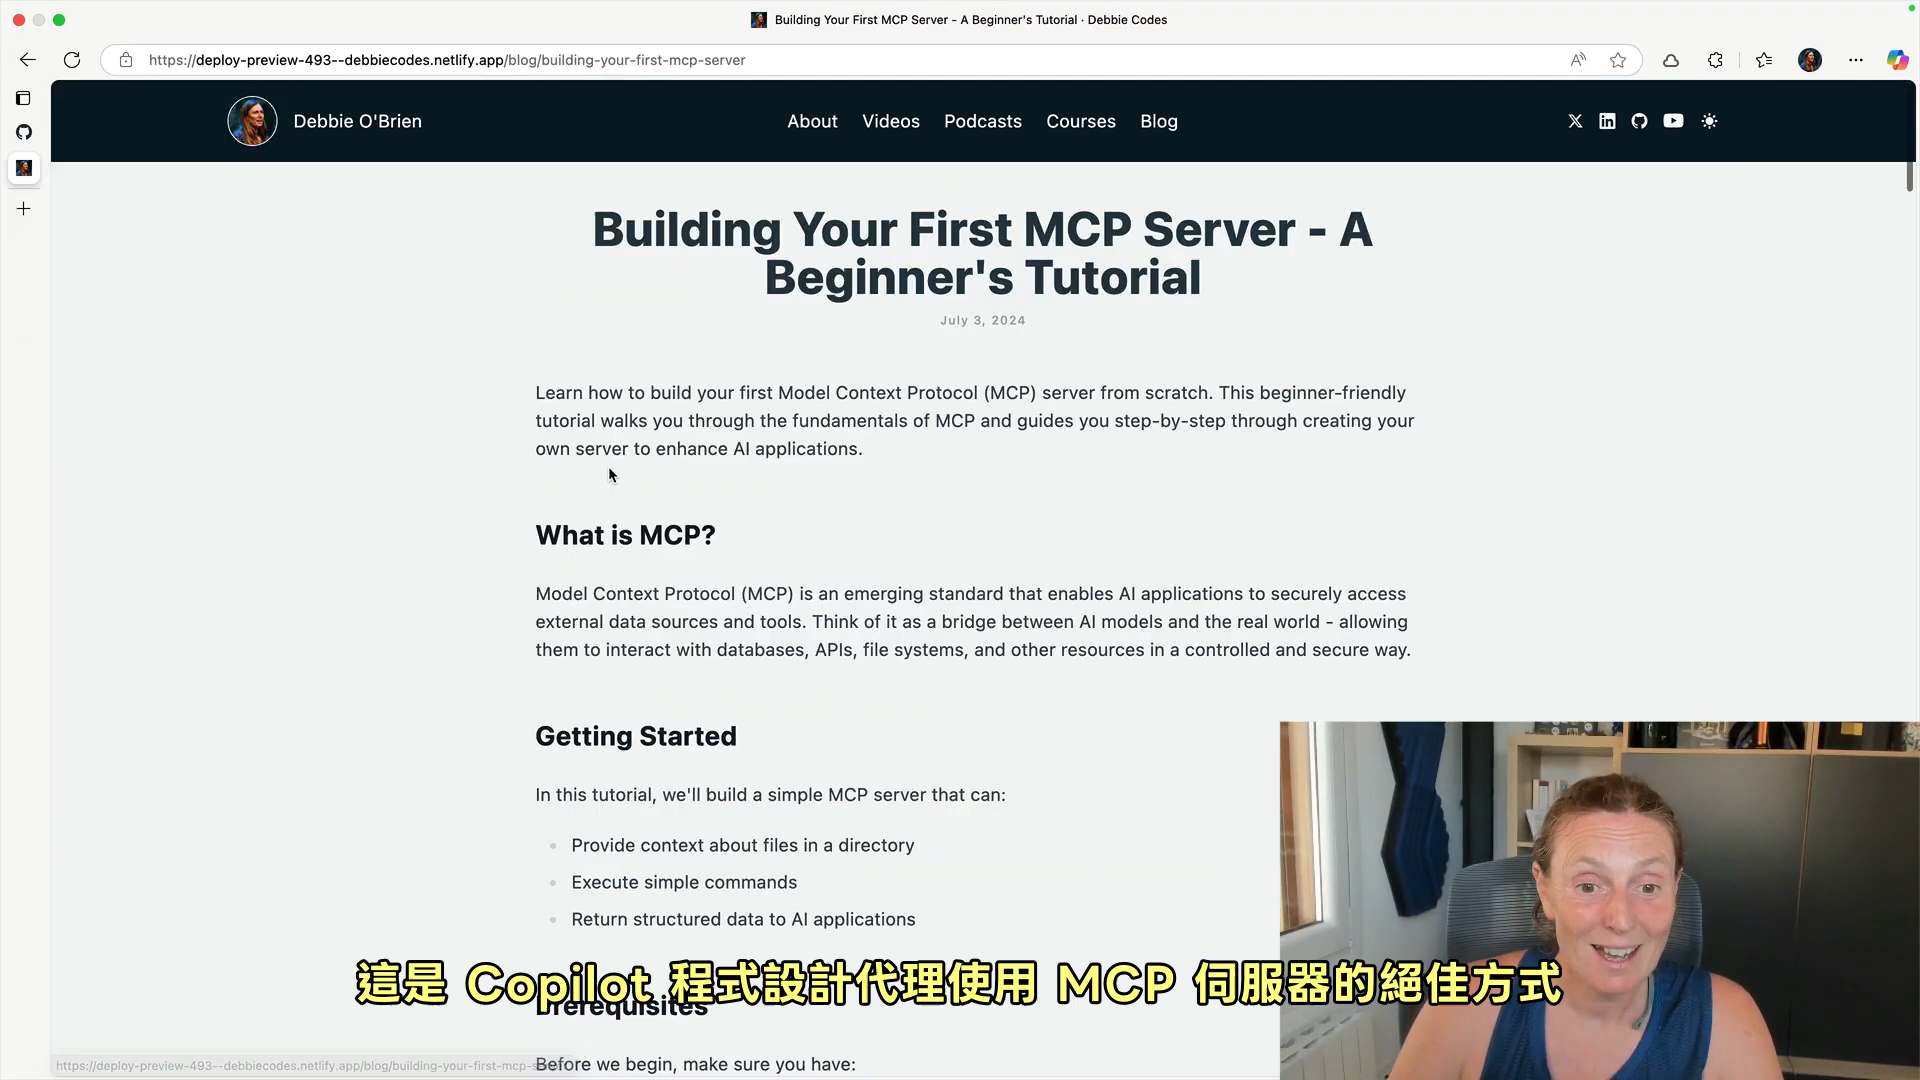 Building Your First MCP Server - A Beginner's Tutorial · Debbie Codes
https://deploy-preview-493--debbiecodes.netlify.app/blog/building-your-first-mcp-server
Debbie O'Brien
About Videos Podcasts Courses Blog
Building Your First MCP Server - A
Beginner's Tutorial
July 3, 2024
Learn how to build your first Model Context Protocol (MCP) server from scratch. This beginner-friendly
tutorial walks you through the fundamentals of MCP and guides you step-by-step through creating your
own server to enhance AI applications.
What is MCP?
Model Context Protocol (MCP) is an emerging standard that enables AI applications to securely access
external data sources and tools. Think of it as a bridge between AI models and the real world - allowing
them to interact with databases, APIs, file systems, and other resources in a controlled and secure way.
Getting Started
In this tutorial, we'll build a simple MCP server that can:
Provide context about files in a directory
Execute simple commands
Return structured data to AI applications
這是 Copilot 程式設計代理使用 MCP 伺服器的絕佳方式
Prerequisites
Before we begin, make sure you have:
https://deploy-preview-493--debbiecodes.netlify.app/blog/building-your-first-mcp-s